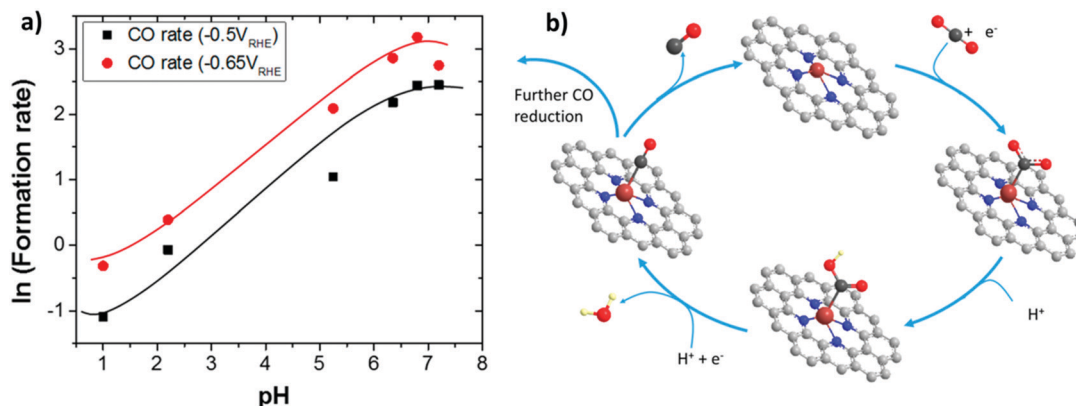 a)
CO rate (-0.5V_RHE)
CO rate (-0.65V_RHE
ln (Formation rate)
3
2
1
0
-1
1 2 3 4 5 6 7 8
pH
b)
+ e⁻
Further CO
reduction
H⁺
H⁺ + e⁻